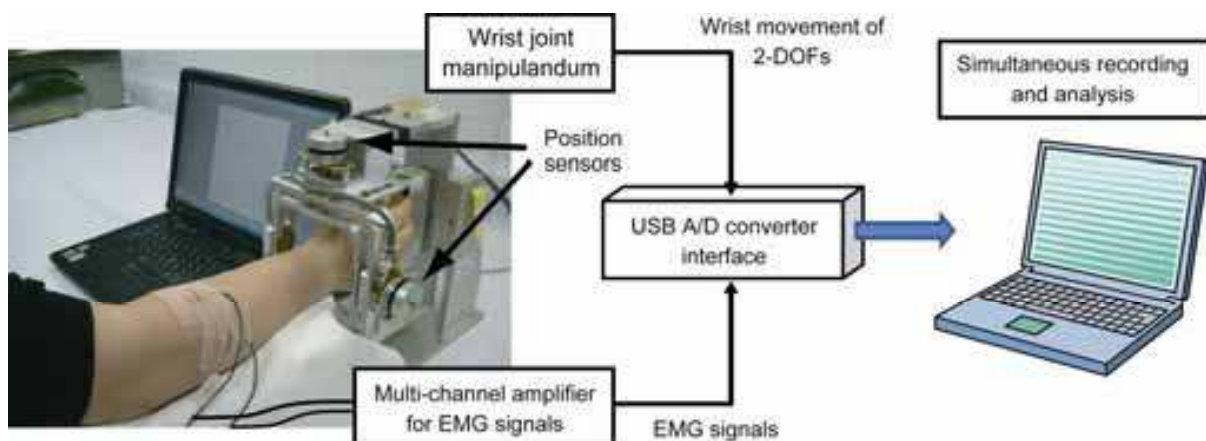 Wrist joint
manipulandum
Wrist movement of
2-DOFs
Simultaneous recording
and analysis
Position
sensors
USB A/D converter
interface
Multi-channel amplifier
for EMG signals
EMG signals